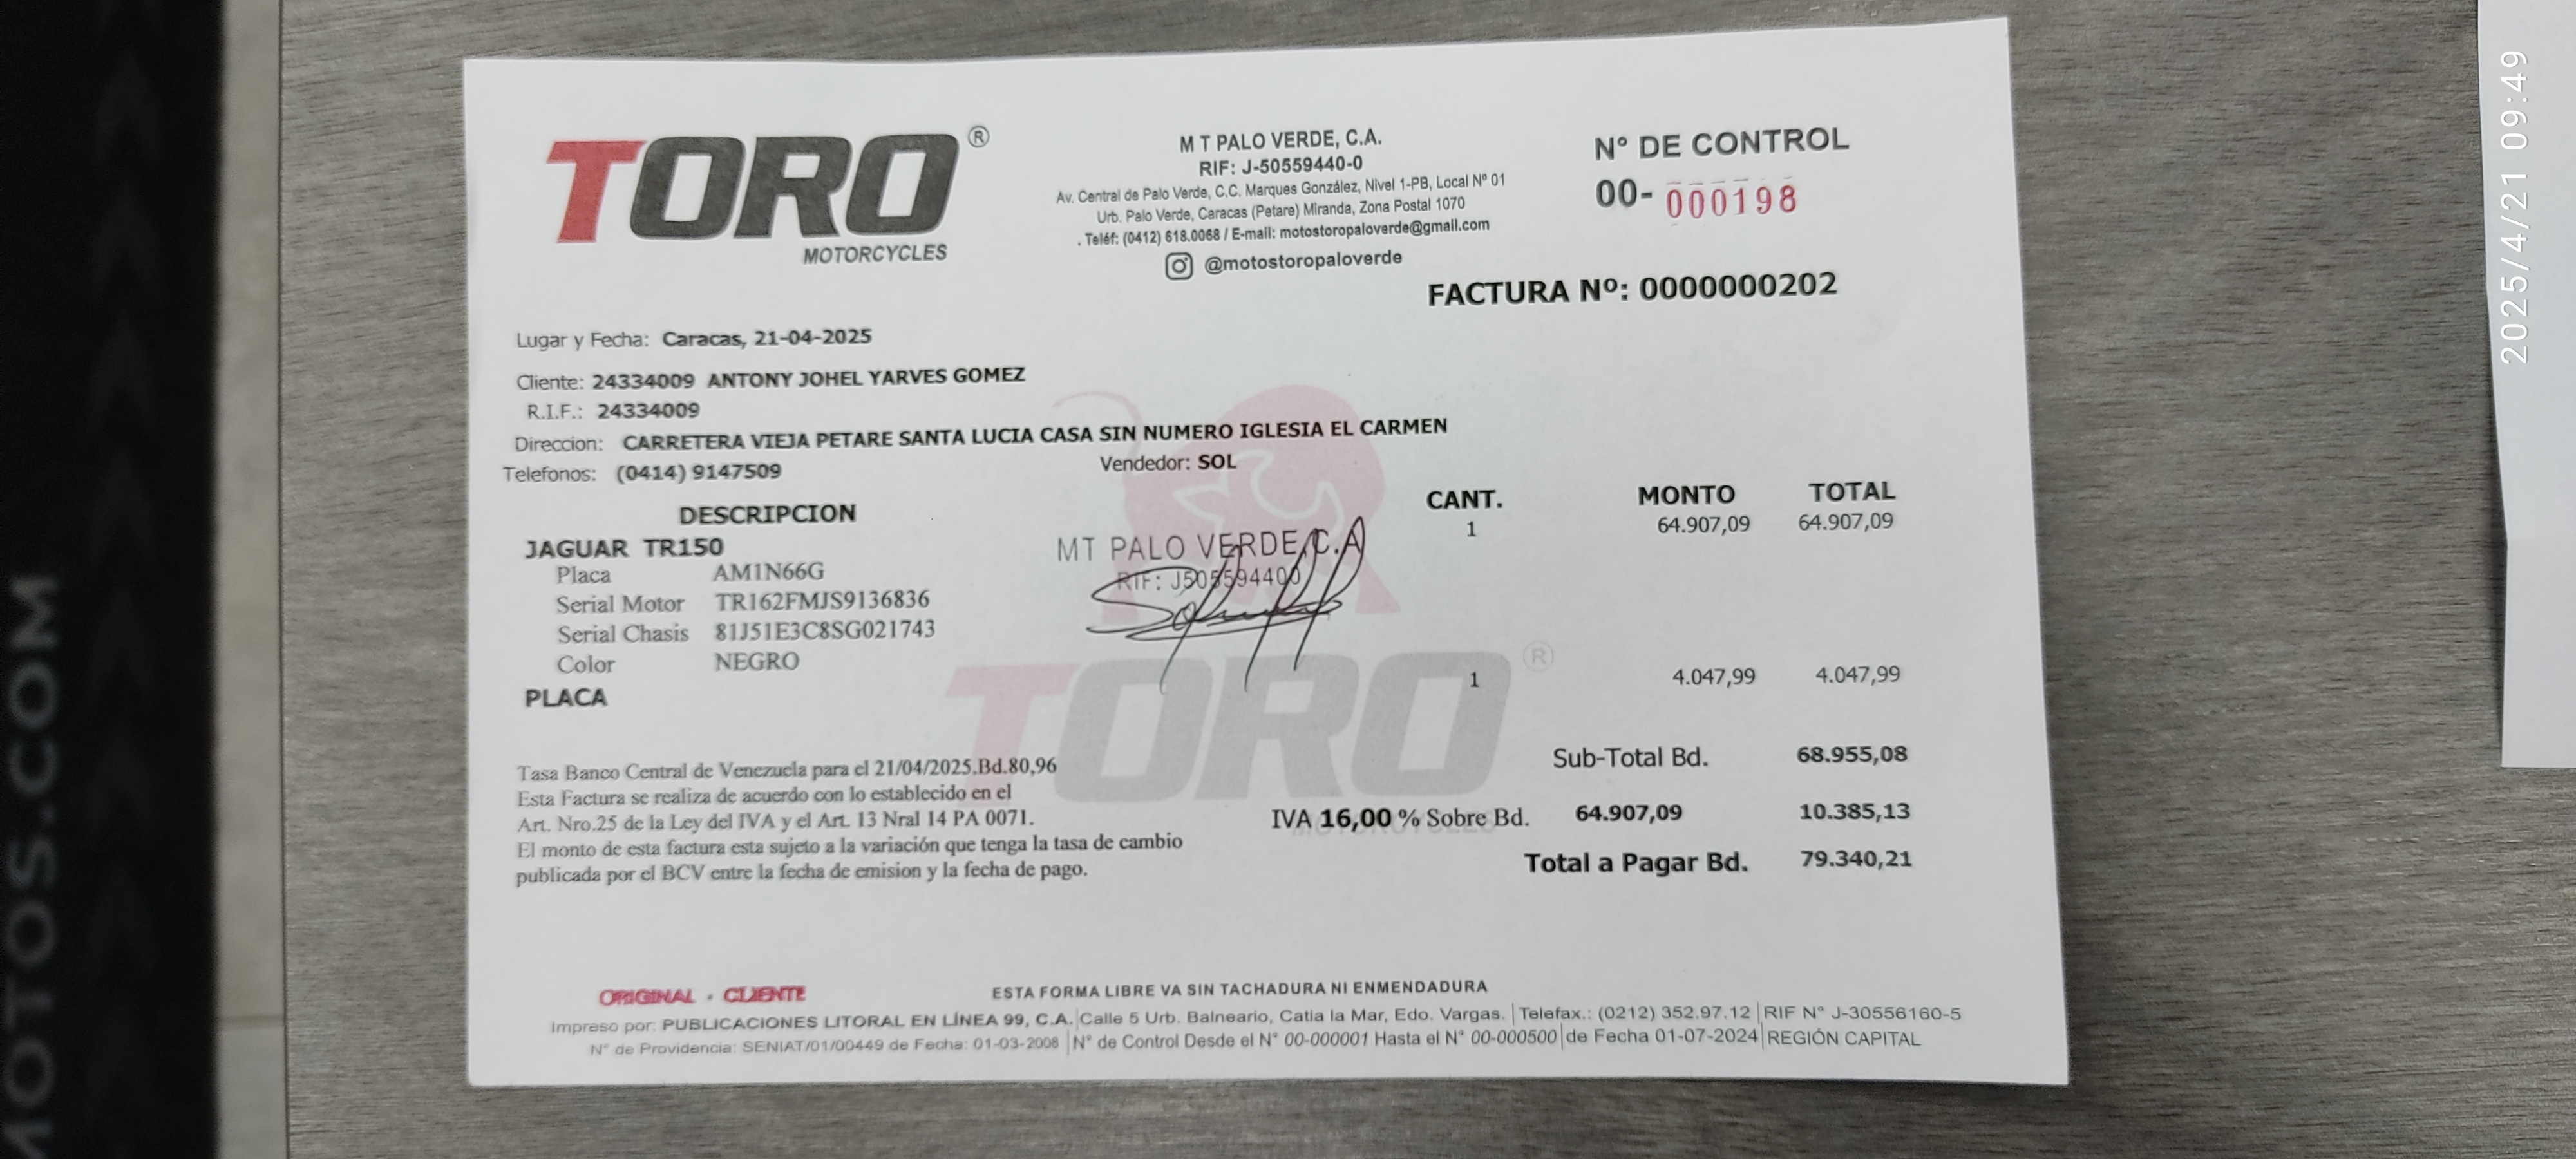 TORO ®
MOTORCYCLES
M T PALO VERDE, C.A.
RIF: J-50559440-0
Av. Central de Palo Verde, C.C. Marques González, Nivel 1-PB, Local Nº 01
Urb. Palo Verde, Caracas (Petare) Miranda, Zona Postal 1070
. Teléf: (0412) 618.0068 / E-mail: motostoropaloverde@gmail.com
@motostoropaloverde
N° DE CONTROL
00- 000198
FACTURA Nº: 0000000202
Lugar y Fecha: Caracas, 21-04-2025
Cliente: 24334009 ANTONY JOHEL YARVES GOMEZ
R.I.F.: 24334009
Direccion: CARRETERA VIEJA PETARE SANTA LUCIA CASA SIN NUMERO IGLESIA EL CARMEN
Telefonos: (0414) 9147509 Vendedor: SOL
DESCRIPCION CANT. MONTO TOTAL
JAGUAR TR150 1 64.907,09 64.907,09
Placa AM1N66G
Serial Motor TR162FMJS9136836
Serial Chasis 81J51E3C8SG021743
Color NEGRO
PLACA 1 4.047,99 4.047,99
MT PALO VERDE, C.A
RIF: J505594400
TORO ®
Tasa Banco Central de Venezuela para el 21/04/2025.Bd.80,96
Esta Factura se realiza de acuerdo con lo establecido en el
Art. Nro.25 de la Ley del IVA y el Art. 13 Nral 14 PA 0071.
El monto de esta factura esta sujeto a la variación que tenga la tasa de cambio
publicada por el BCV entre la fecha de emision y la fecha de pago.
Sub-Total Bd. 68.955,08
IVA 16,00 % Sobre Bd. 64.907,09 10.385,13
Total a Pagar Bd. 79.340,21
ORIGINAL - CLIENTE
ESTA FORMA LIBRE VA SIN TACHADURA NI ENMENDADURA
Impreso por: PUBLICACIONES LITORAL EN LÍNEA 99, C.A. Calle 5 Urb. Balneario, Catia la Mar, Edo. Vargas. Telefax.: (0212) 352.97.12 RIF N° J-30556160-5
N° de Providencia: SENIAT/01/00449 de Fecha: 01-03-2008 N° de Control Desde el N° 00-000001 Hasta el N° 00-000500 de Fecha 01-07-2024 REGIÓN CAPITAL
2025/4/21 09:49
MOTOS.COM